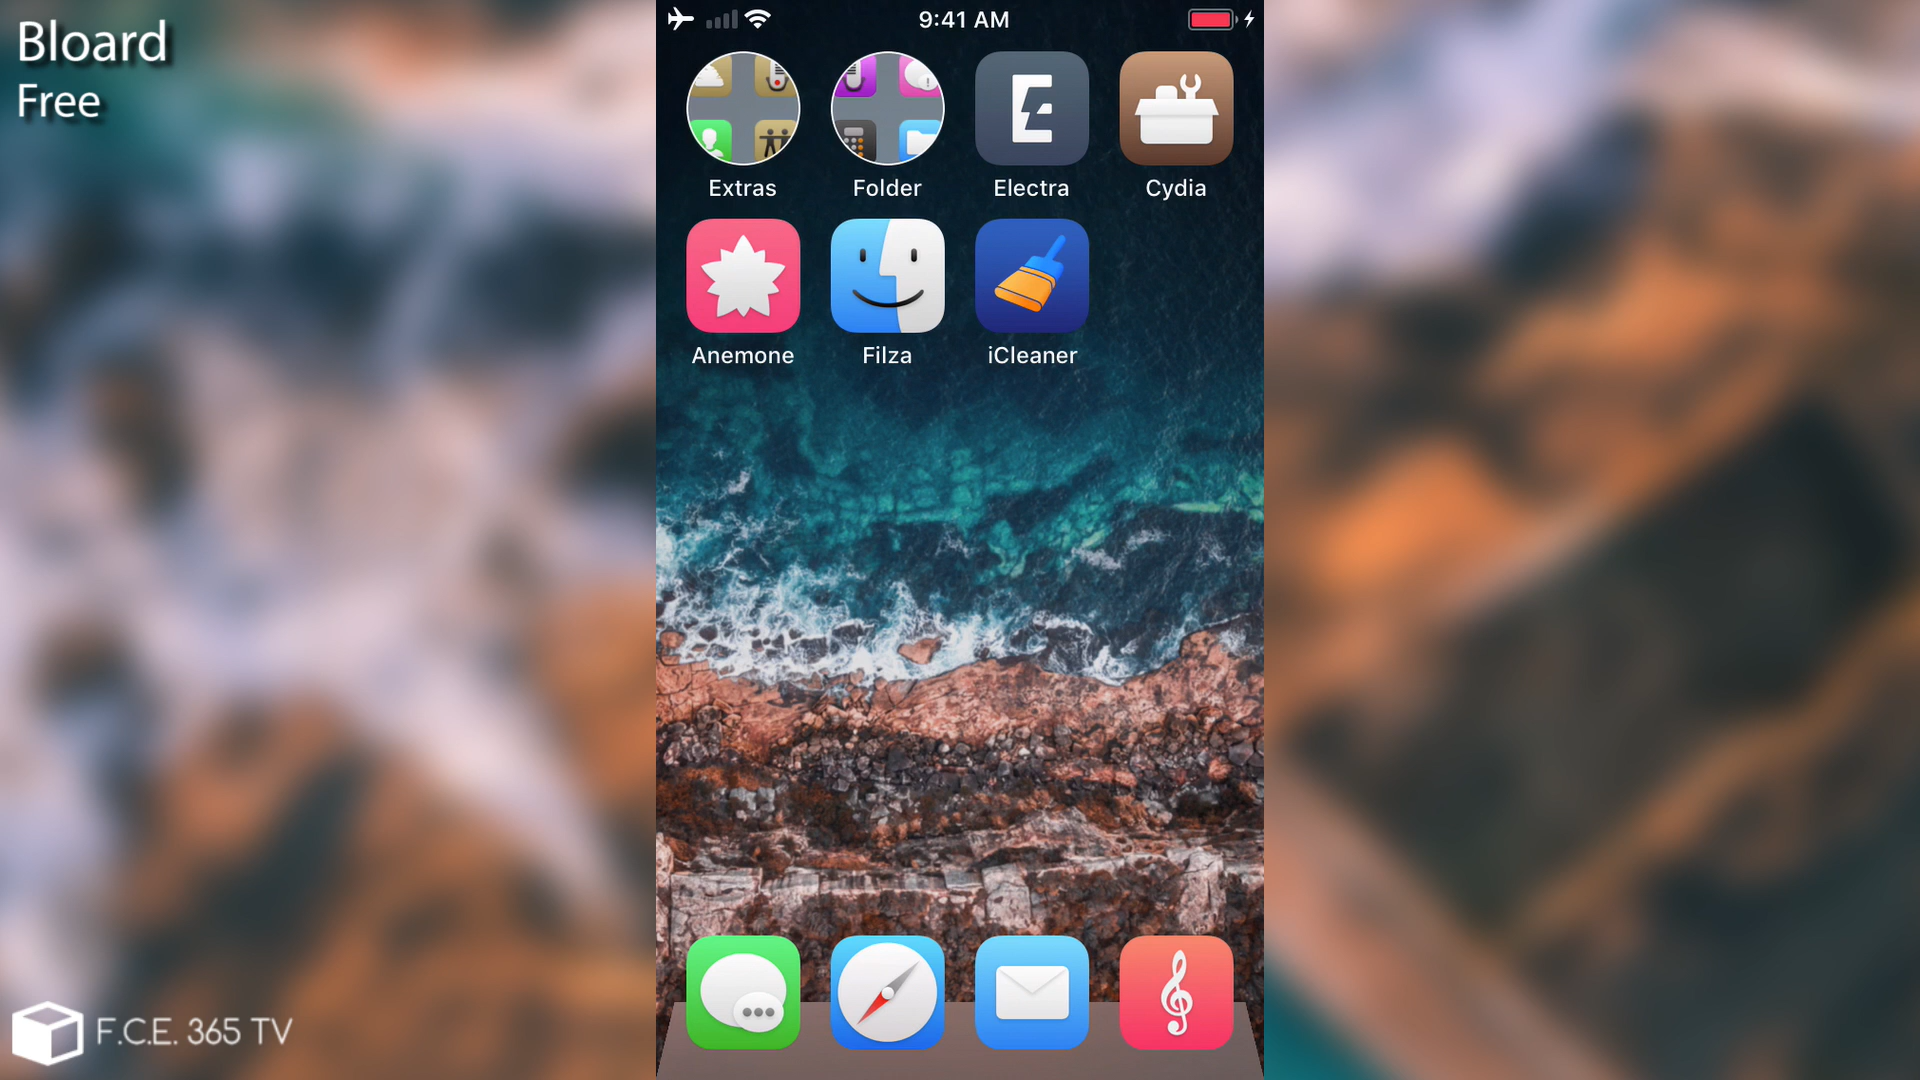 Bloard
Free
9:41 AM
Extras
Folder
Electra
Cydia
Anemone
Filza
iCleaner
F.C.E. 365 TV